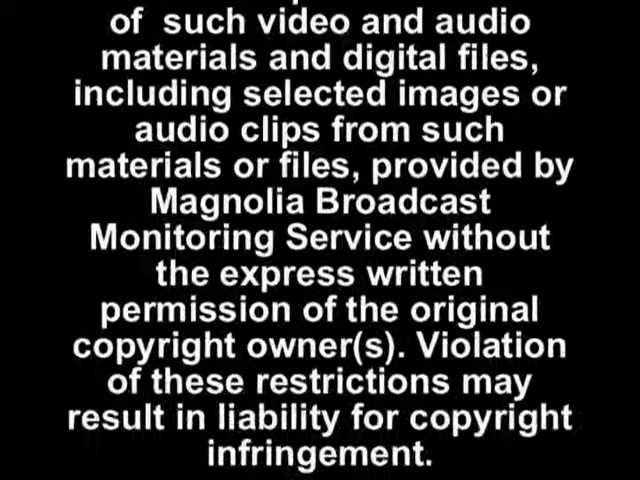 of such video and audio
materials and digital files,
including selected images or
audio clips from such
materials or files, provided by
Magnolia Broadcast
Monitoring Service without
the express written
permission of the original
copyright owner(s). Violation
of these restrictions may
result in liability for copyright
infringement.